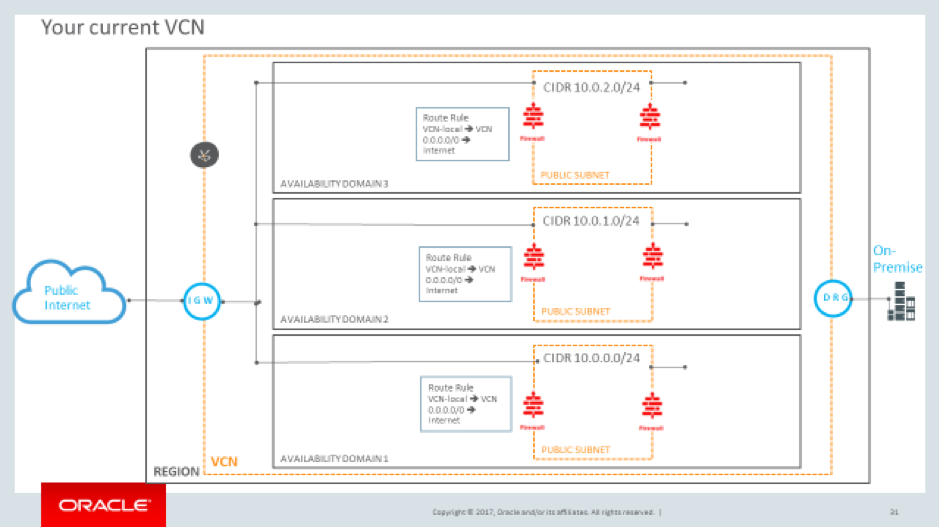 Your current VCN
CIDR 10.0.2.0/24
Route Rule
VCN-local ➔ VCN
0.0.0.0/0 ➔
Internet
Firewall
Firewall
PUBLIC SUBNET
AVAILABILITY DOMAIN 3
CIDR 10.0.1.0/24
Route Rule
VCN-local ➔ VCN
0.0.0.0/0 ➔
Internet
Firewall
Firewall
PUBLIC SUBNET
AVAILABILITY DOMAIN 2
On-
Premise
Public
Internet
IGW
DRG
CIDR 10.0.0.0/24
Route Rule
VCN-local ➔ VCN
0.0.0.0/0 ➔
Internet
Firewall
Firewall
PUBLIC SUBNET
AVAILABILITY DOMAIN 1
VCN
REGION
ORACLE®
Copyright © 2017, Oracle and/or its affiliates. All rights reserved. |
31